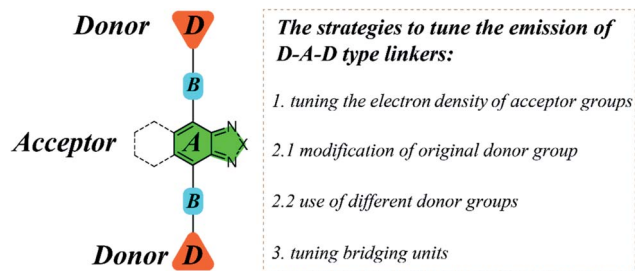 Donor D
B
Acceptor A N X N
B
Donor D
The strategies to tune the emission of
D-A-D type linkers:
1. tuning the electron density of acceptor groups
2.1 modification of original donor group
2.2 use of different donor groups
3. tuning bridging units